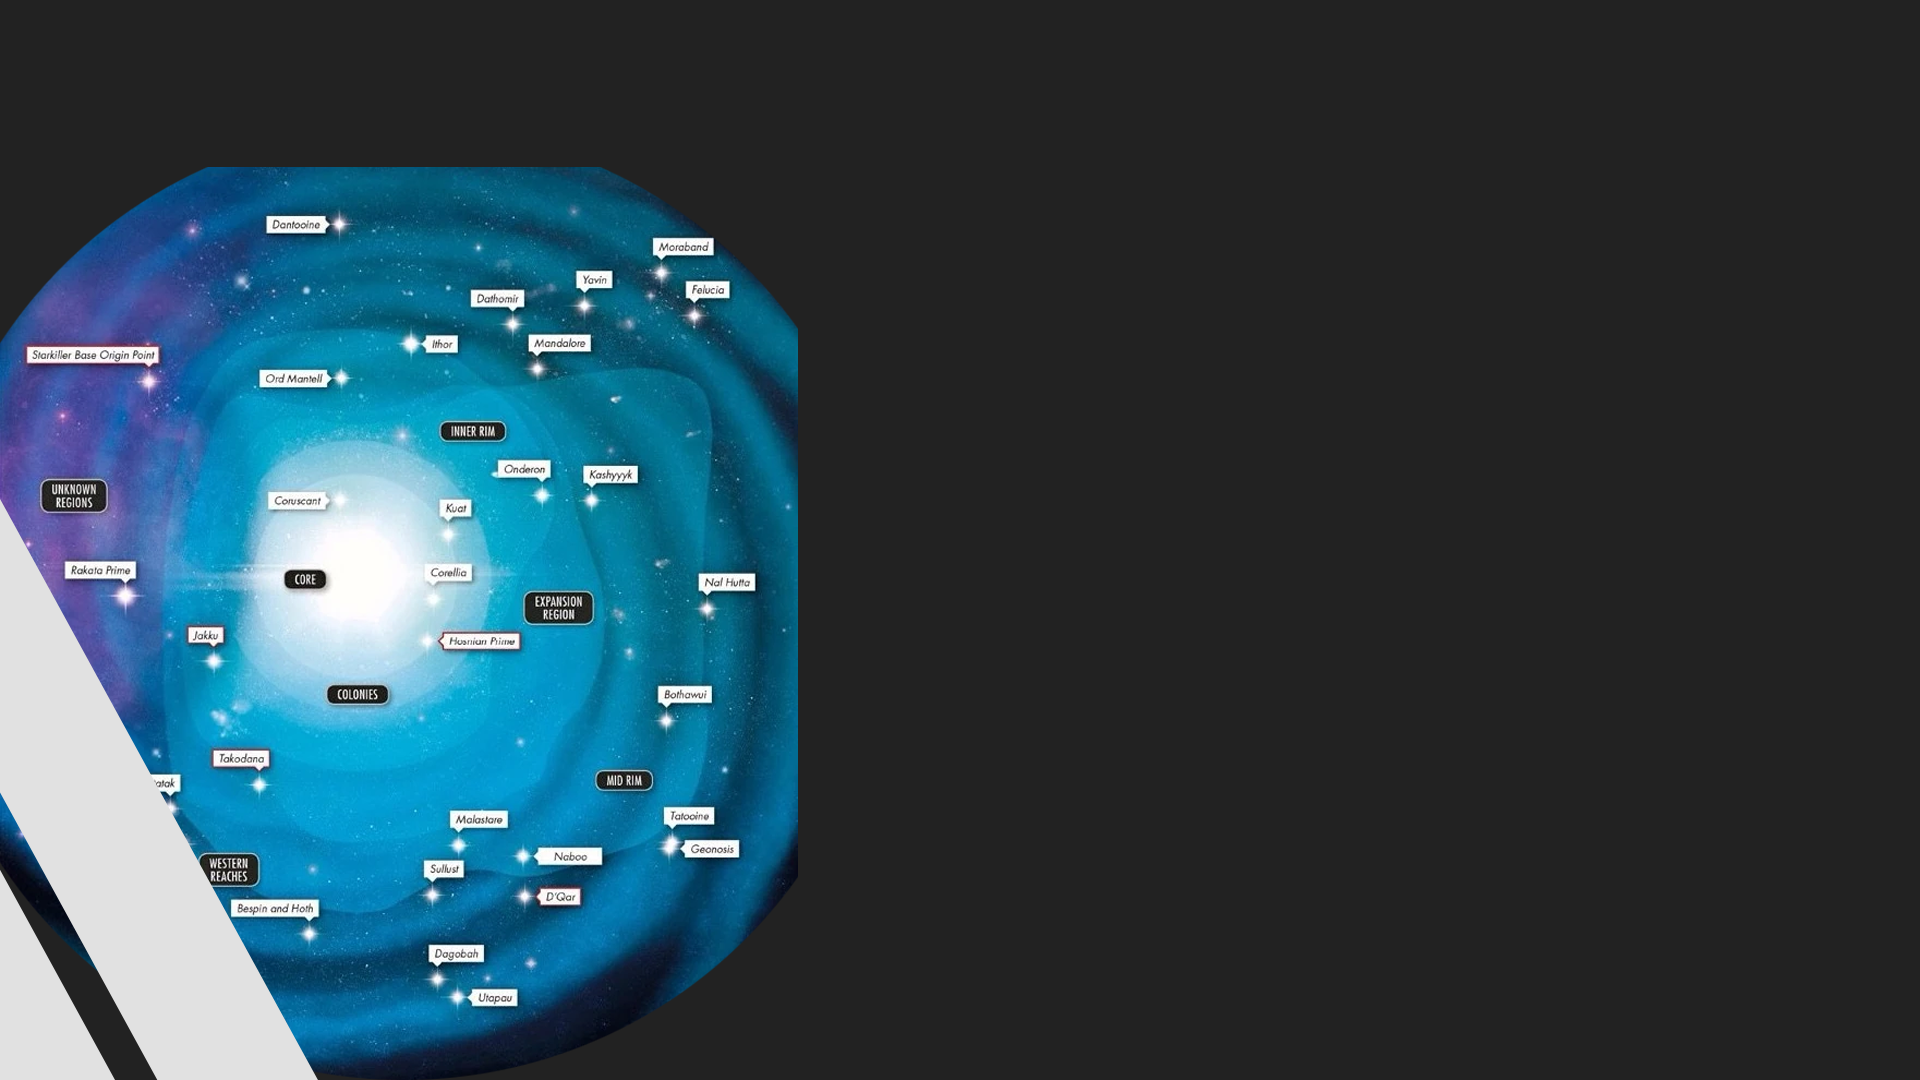 Dantooine
Moraband
Yavin
Felucia
Dathomir
Ithor
Mandalore
Starkiller Base Origin Point
Ord Mantell
INNER RIM
Onderon
Kashyyyk
UNKNOWN
REGIONS
Coruscant
Kuat
Rakata Prime
CORE
Corellia
Nal Hutta
EXPANSION
REGION
Jakku
Hosnian Prime
COLONIES
Bothawui
Takodana
MID RIM
Malastare
Tatooine
Geonosis
Naboo
Sullust
WESTERN
REACHES
D'Qar
Bespin and Hoth
Dagobah
Utapau